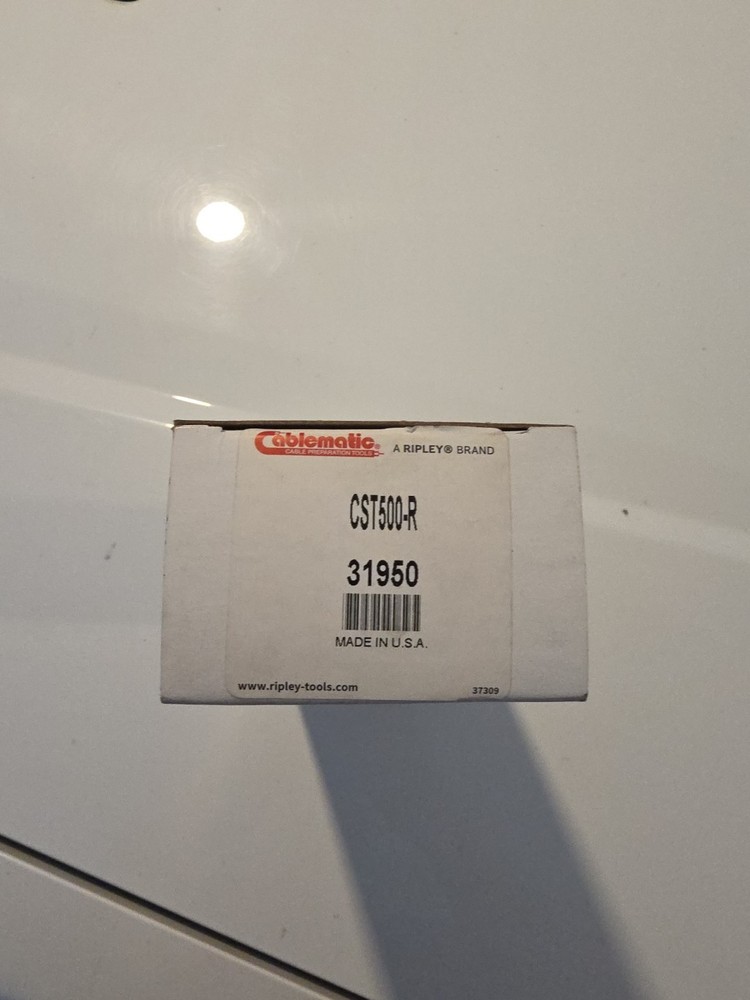 Cablematic® A RIPLEY® BRAND
CABLE PREPARATION TOOLS
CST500-R
31950
MADE IN U.S.A.
www.ripley-tools.com 37309